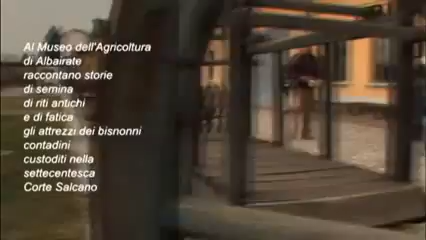 Al Museo dell'Agricoltura
di Albairate
raccontano storie
di semina
di riti antichi
e di fatica
gli attrezzi dei bisnonni
contadini
custoditi nella
settecentesca
Corte Salcano